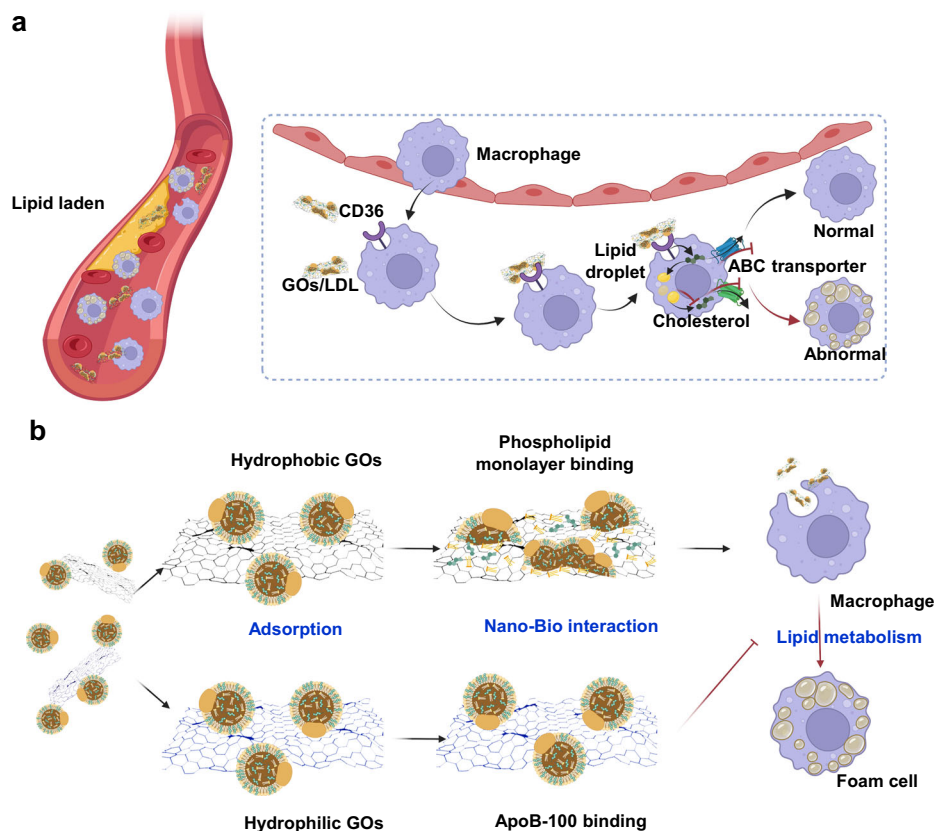 a
Lipid laden
Macrophage
CD36
GOs/LDL
Lipid
droplet
ABC transporter
Cholesterol
Normal
Abnormal
b
Hydrophobic GOs
Phospholipid
monolayer binding
Adsorption
Nano-Bio interaction
Macrophage
Lipid metabolism
Hydrophilic GOs
ApoB-100 binding
Foam cell